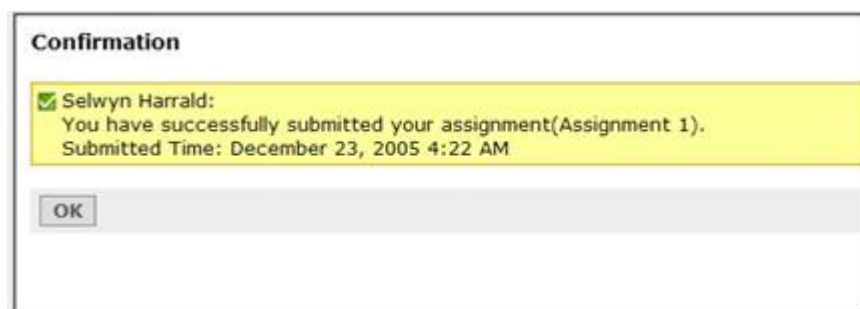 Confirmation
Selwyn Harrald:
You have successfully submitted your assignment(Assignment 1).
Submitted Time: December 23, 2005 4:22 AM
OK